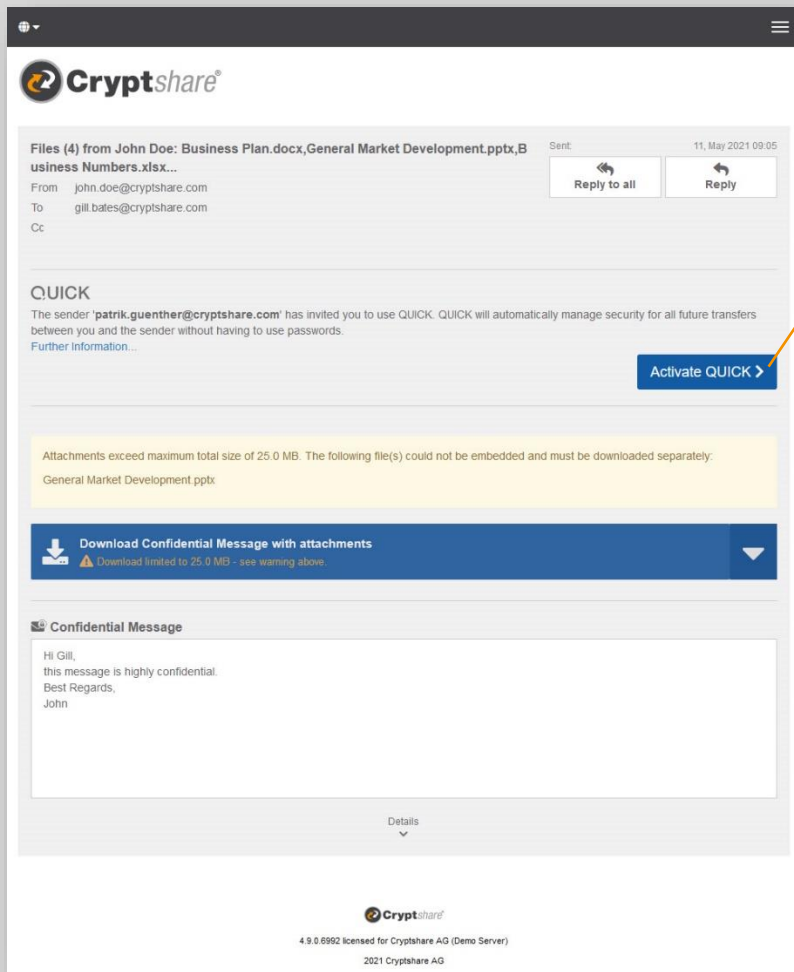 Cryptshare®
Files (4) from John Doe: Business Plan.docx,General Market Development.pptx,B
usiness Numbers.xlsx...
Sent: 11, May 2021 09:05
Reply to all
Reply
From john.doe@cryptshare.com
To gill.bates@cryptshare.com
Cc
QUICK
The sender 'patrik.guenther@cryptshare.com' has invited you to use QUICK. QUICK will automatically manage security for all future transfers
between you and the sender without having to use passwords.
Further Information...
Activate QUICK
Attachments exceed maximum total size of 25.0 MB. The following file(s) could not be embedded and must be downloaded separately:
General Market Development.pptx
Download Confidential Message with attachments
Download limited to 25.0 MB - see warning above.
Confidential Message
Hi Gill,
this message is highly confidential.
Best Regards,
John
Details
Cryptshare®
4.9.0.6992 licensed for Cryptshare AG (Demo Server)
2021 Cryptshare AG